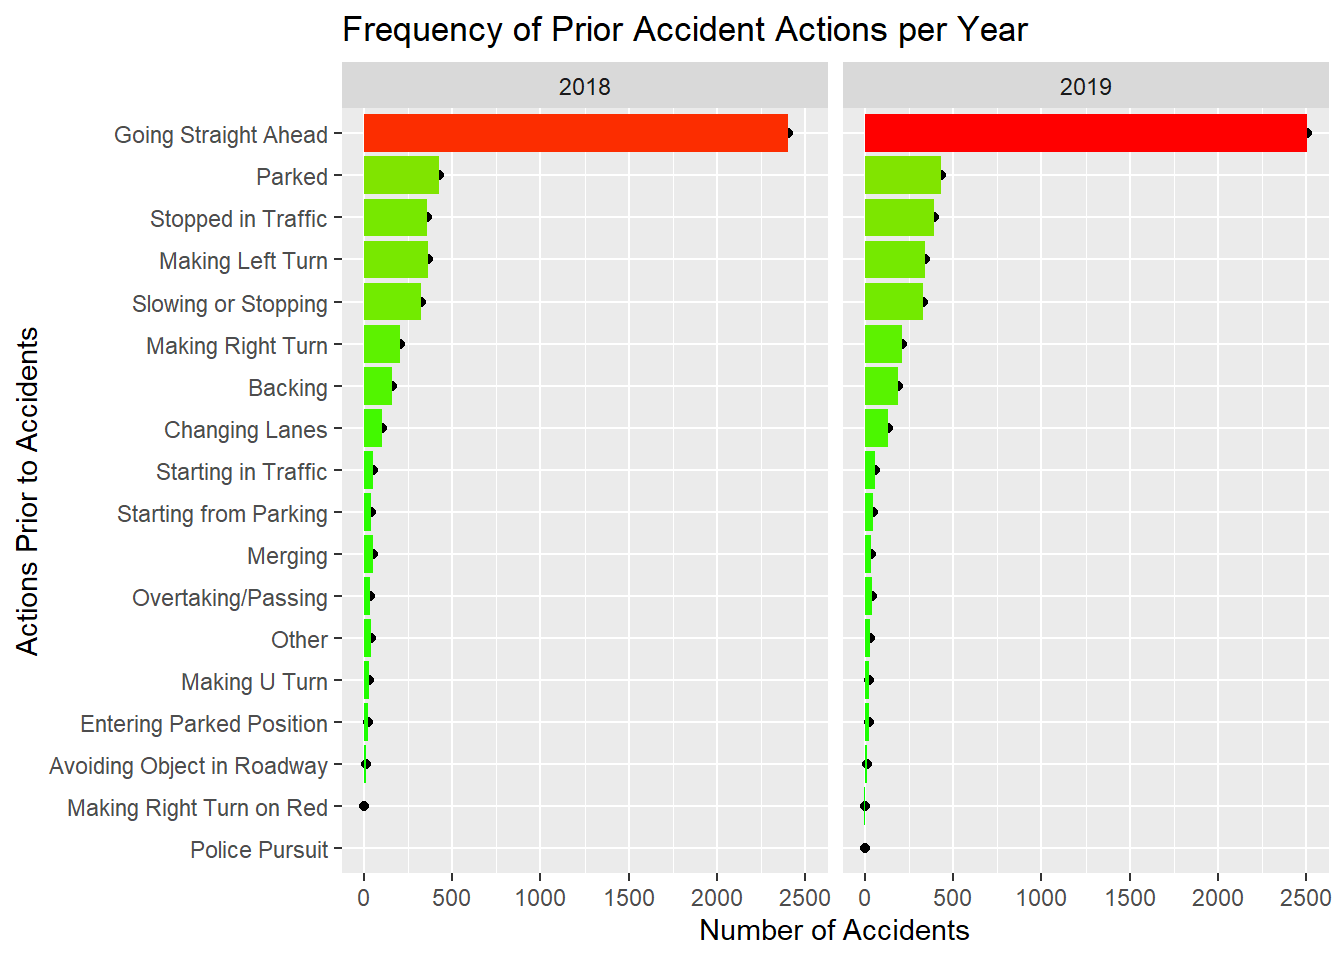 Frequency of Prior Accident Actions per Year
2018 2019
Going Straight Ahead
Parked
Stopped in Traffic
Making Left Turn
Slowing or Stopping
Making Right Turn
Backing
Changing Lanes
Starting in Traffic
Starting from Parking
Merging
Overtaking/Passing
Other
Making U Turn
Entering Parked Position
Avoiding Object in Roadway
Making Right Turn on Red
Police Pursuit
Actions Prior to Accidents
0 500 1000 1500 2000 2500 0 500 1000 1500 2000 2500
Number of Accidents